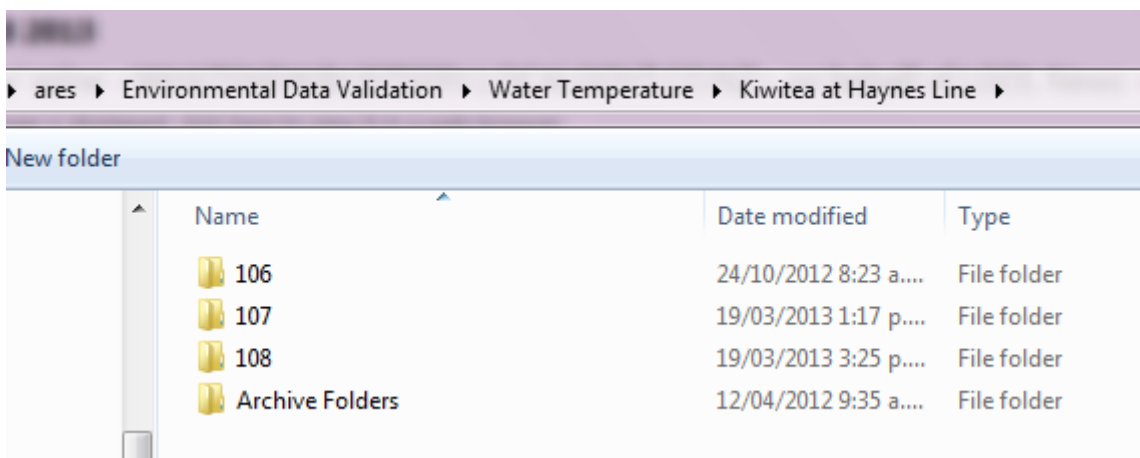 ares ▸ Environmental Data Validation ▸ Water Temperature ▸ Kiwitea at Haynes Line ▸
New folder
Name Date modified Type
106 24/10/2012 8:23 a.... File folder
107 19/03/2013 1:17 p.... File folder
108 19/03/2013 3:25 p.... File folder
Archive Folders 12/04/2012 9:35 a.... File folder